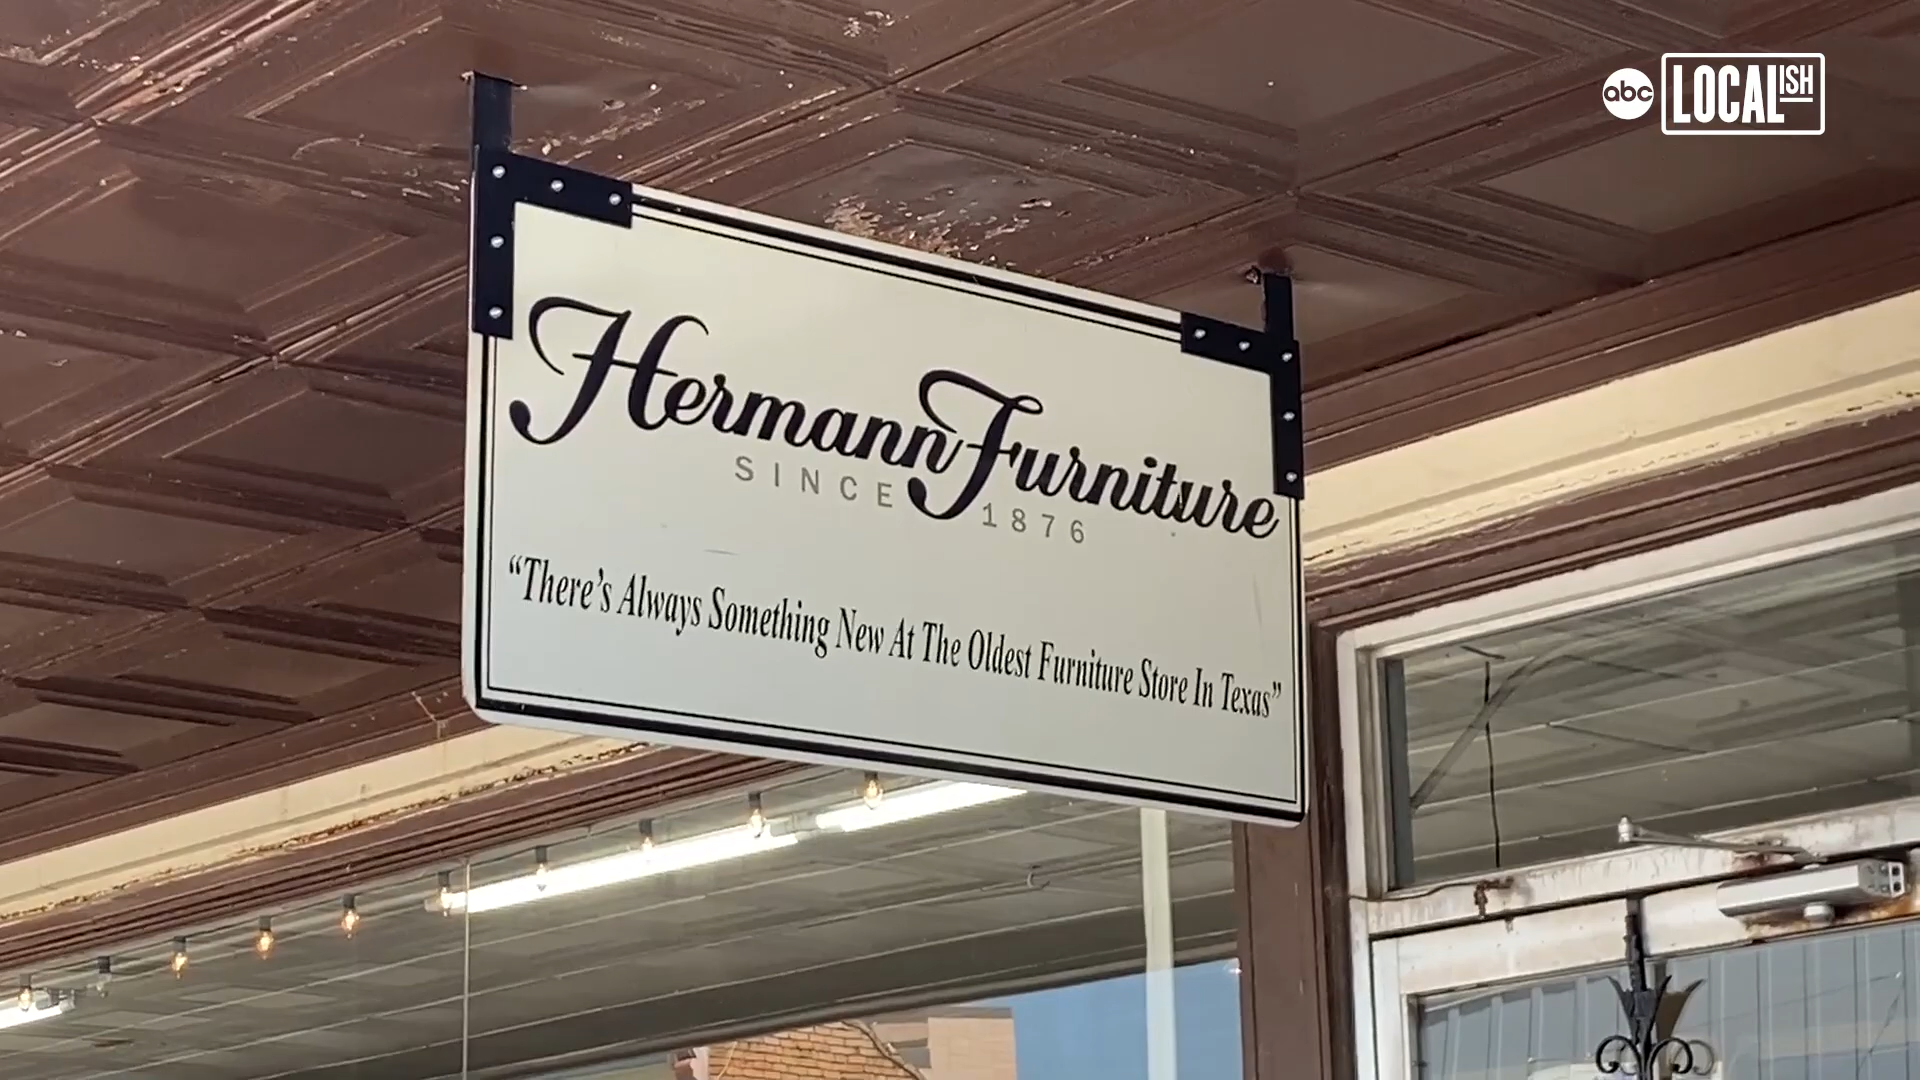 abc LOCALISH
Hermann Furniture
SINCE 1876
“There's Always Something New At The Oldest Furniture Store In Texas”